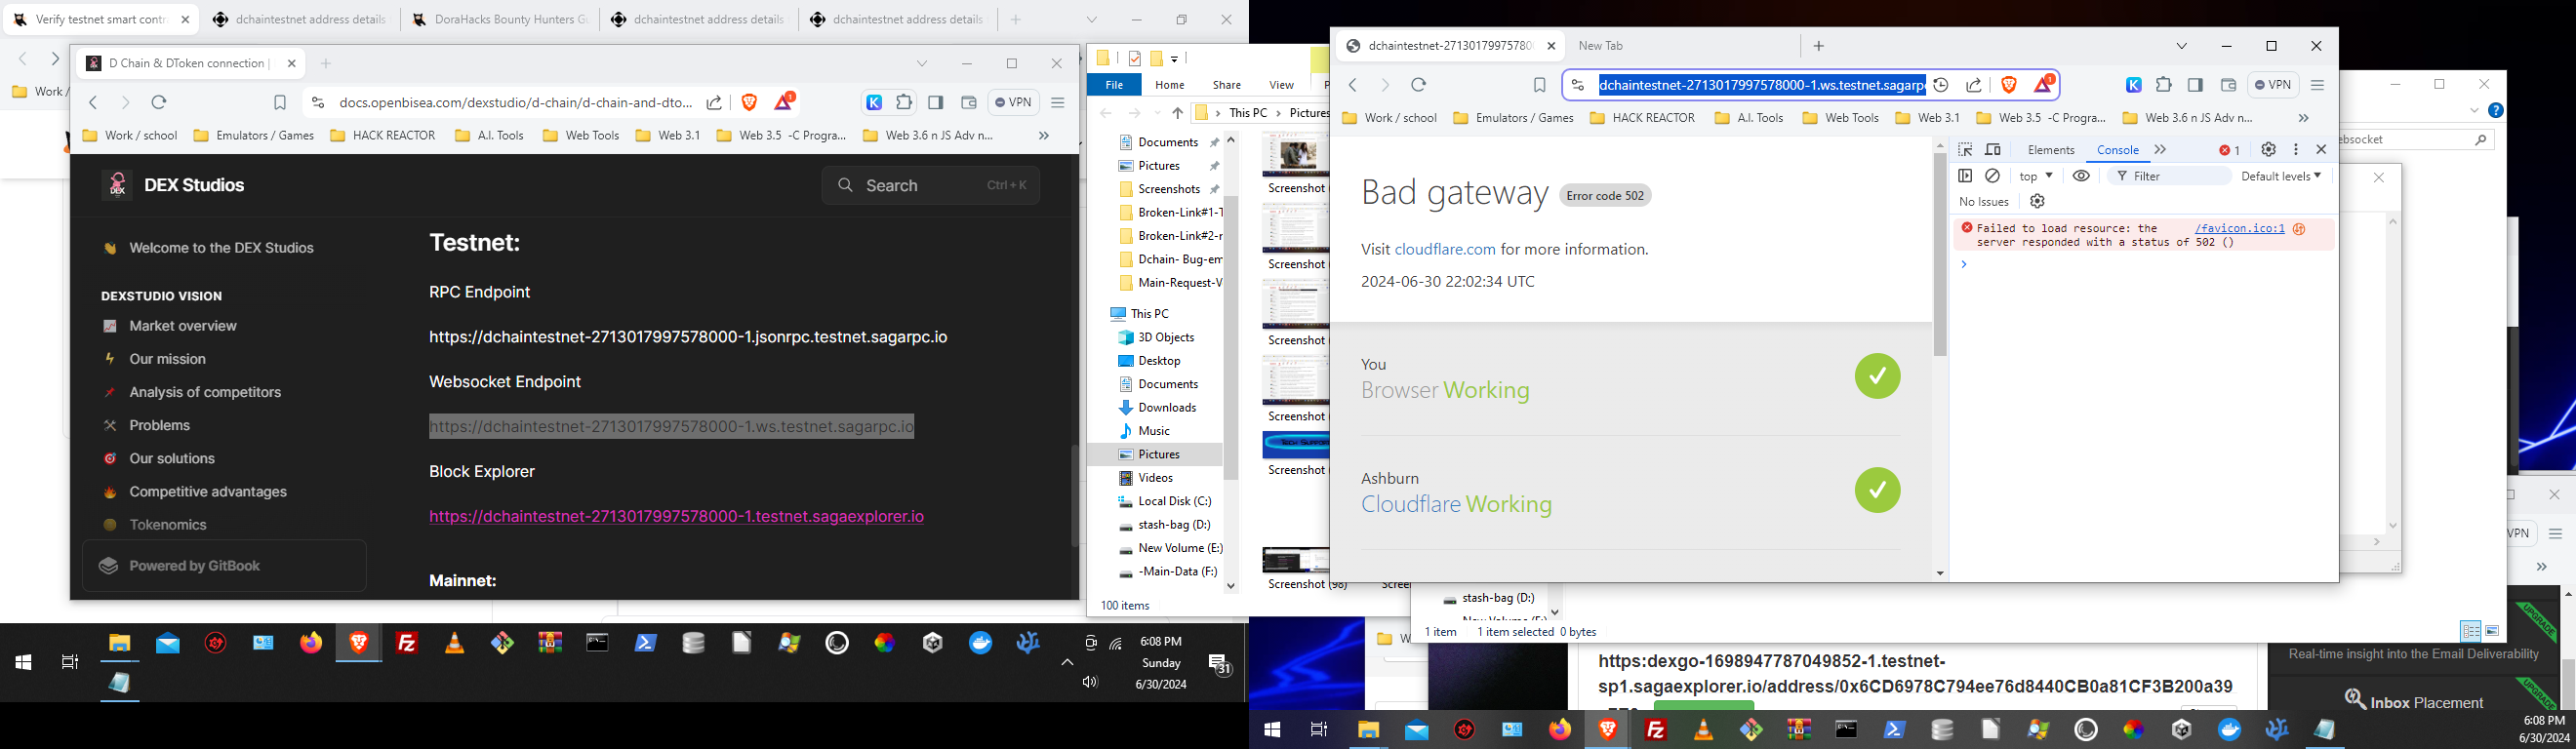 Verify testnet smart contr
dchaintestnet address details
DoraHacks Bounty Hunters Gu
dchaintestnet address details
dchaintestnet address details
Work /
D Chain & DToken connection |
docs.openbisea.com/dexstudio/d-chain/d-chain-and-dto...
VPN
Work / school
Emulators / Games
HACK REACTOR
A.I. Tools
Web Tools
Web 3.1
Web 3.5 -C Progra...
Web 3.6 n JS Adv n...
DEX Studios
Search
Ctrl + K
Welcome to the DEX Studios
DEXSTUDIO VISION
Market overview
Our mission
Analysis of competitors
Problems
Our solutions
Competitive advantages
Tokenomics
Powered by GitBook
Testnet:
RPC Endpoint
https://dchaintestnet-2713017997578000-1.jsonrpc.testnet.sagarpc.io
Websocket Endpoint
https://dchaintestnet-2713017997578000-1.ws.testnet.sagarpc.io
Block Explorer
https://dchaintestnet-2713017997578000-1.testnet.sagaexplorer.io
Mainnet:
File
Home
Share
View
This PC
Pictures
Documents
Pictures
Screenshots
Broken-Link#1-T
Broken-Link#2-r
Dchain- Bug-em
Main-Request-V
This PC
3D Objects
Desktop
Documents
Downloads
Music
Pictures
Videos
Local Disk (C:)
stash-bag (D:)
New Volume (E:)
-Main-Data (F:)
100 items
Screenshot (
Screenshot (
Screenshot (
Screenshot (
Screenshot (
Screenshot (98)
dchaintestnet-2713017997578000
New Tab
dchaintestnet-2713017997578000-1.ws.testnet.sagarp
VPN
Work / school
Emulators / Games
HACK REACTOR
A.I. Tools
Web Tools
Web 3.1
Web 3.5 -C Progra...
Web 3.6 n JS Adv n...
Bad gateway
Error code 502
Visit cloudflare.com for more information.
2024-06-30 22:02:34 UTC
You
Browser Working
Ashburn
Cloudflare Working
Elements
Console
1
top
Filter
Default levels
No Issues
Failed to load resource: the
/favicon.ico:1
server responded with a status of 502 ()
ebsocket
VPN
stash-bag (D:)
1 item
1 item selected 0 bytes
https:dexgo-1698947787049852-1.testnet-
sp1.sagaexplorer.io/address/0x6CD6978C794ee76d8440CB0a81CF3B200a39
UPGRADE
Real-time insight into the Email Deliverability
UPGRADE
Inbox Placement
6:08 PM
Sunday
6/30/2024
31
6:08 PM
6/30/2024